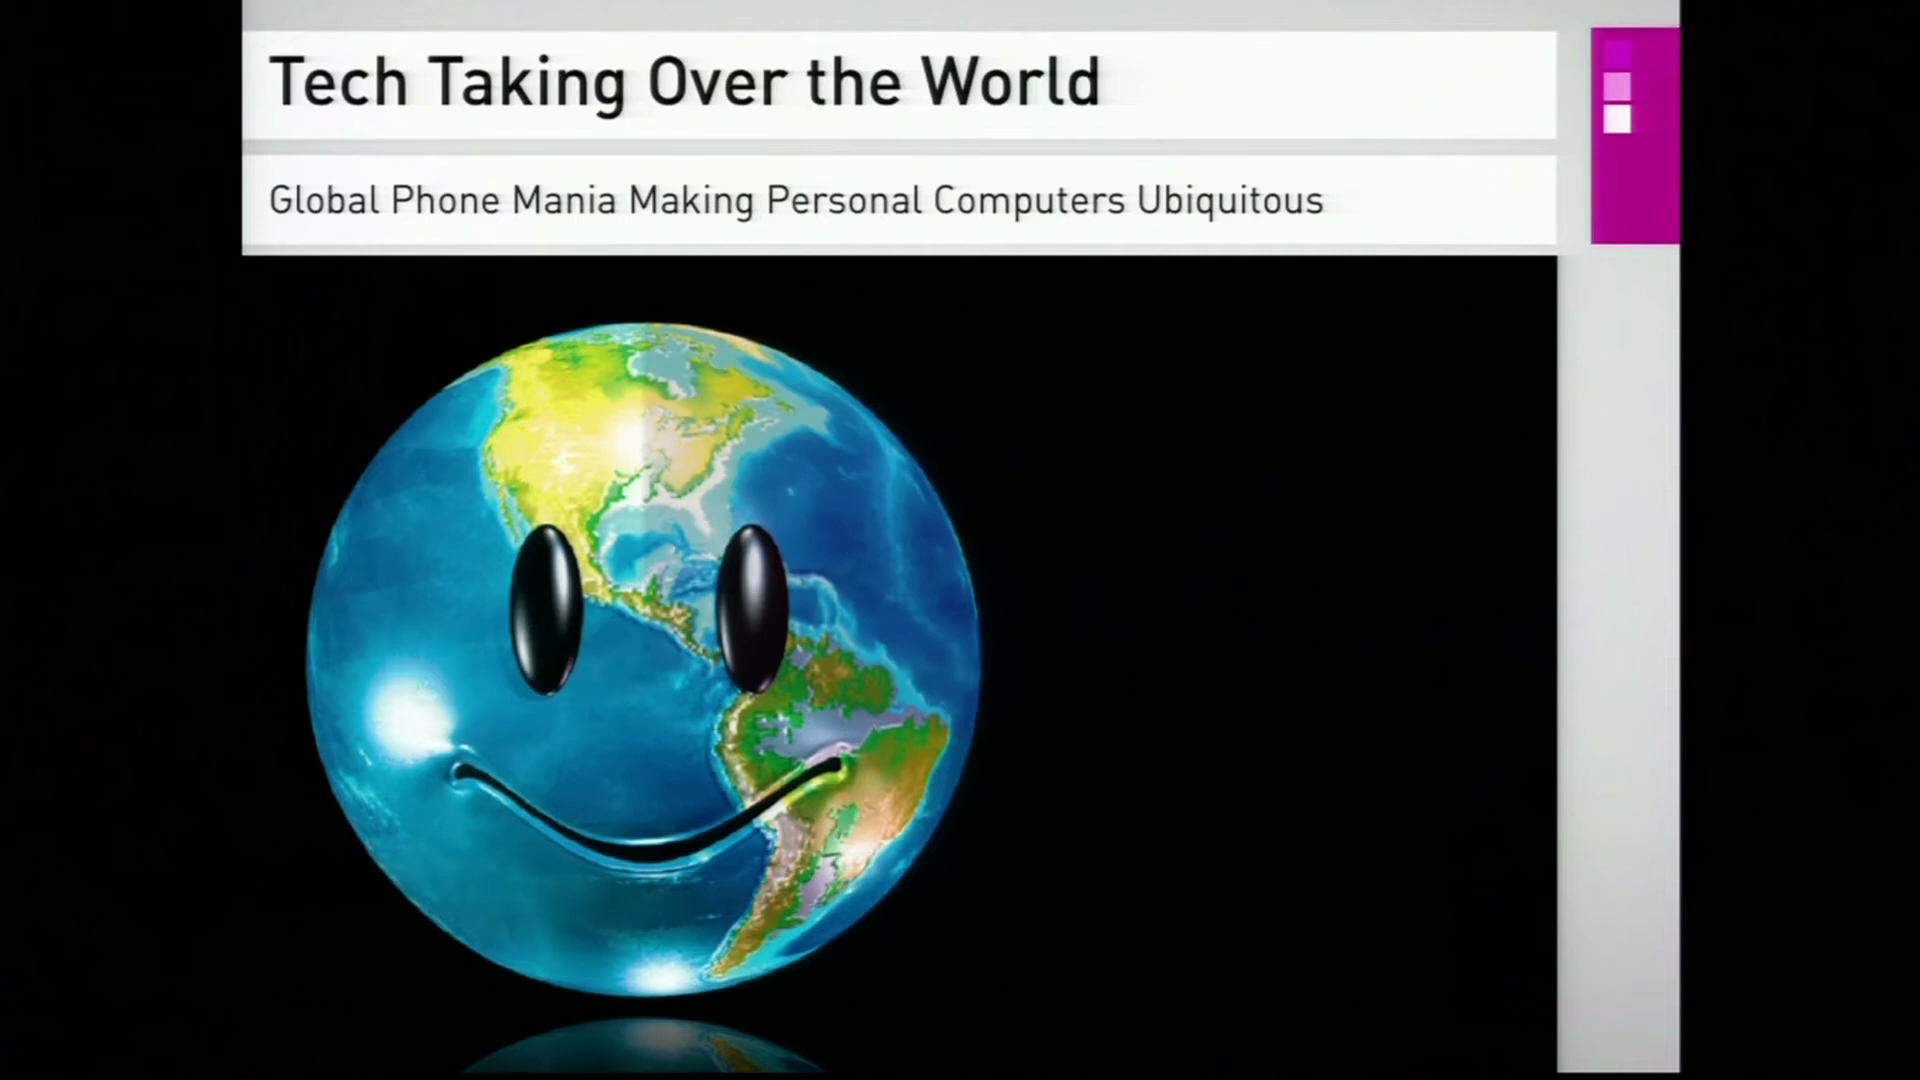 Tech Taking Over the World
Global Phone Mania Making Personal Computers Ubiquitous